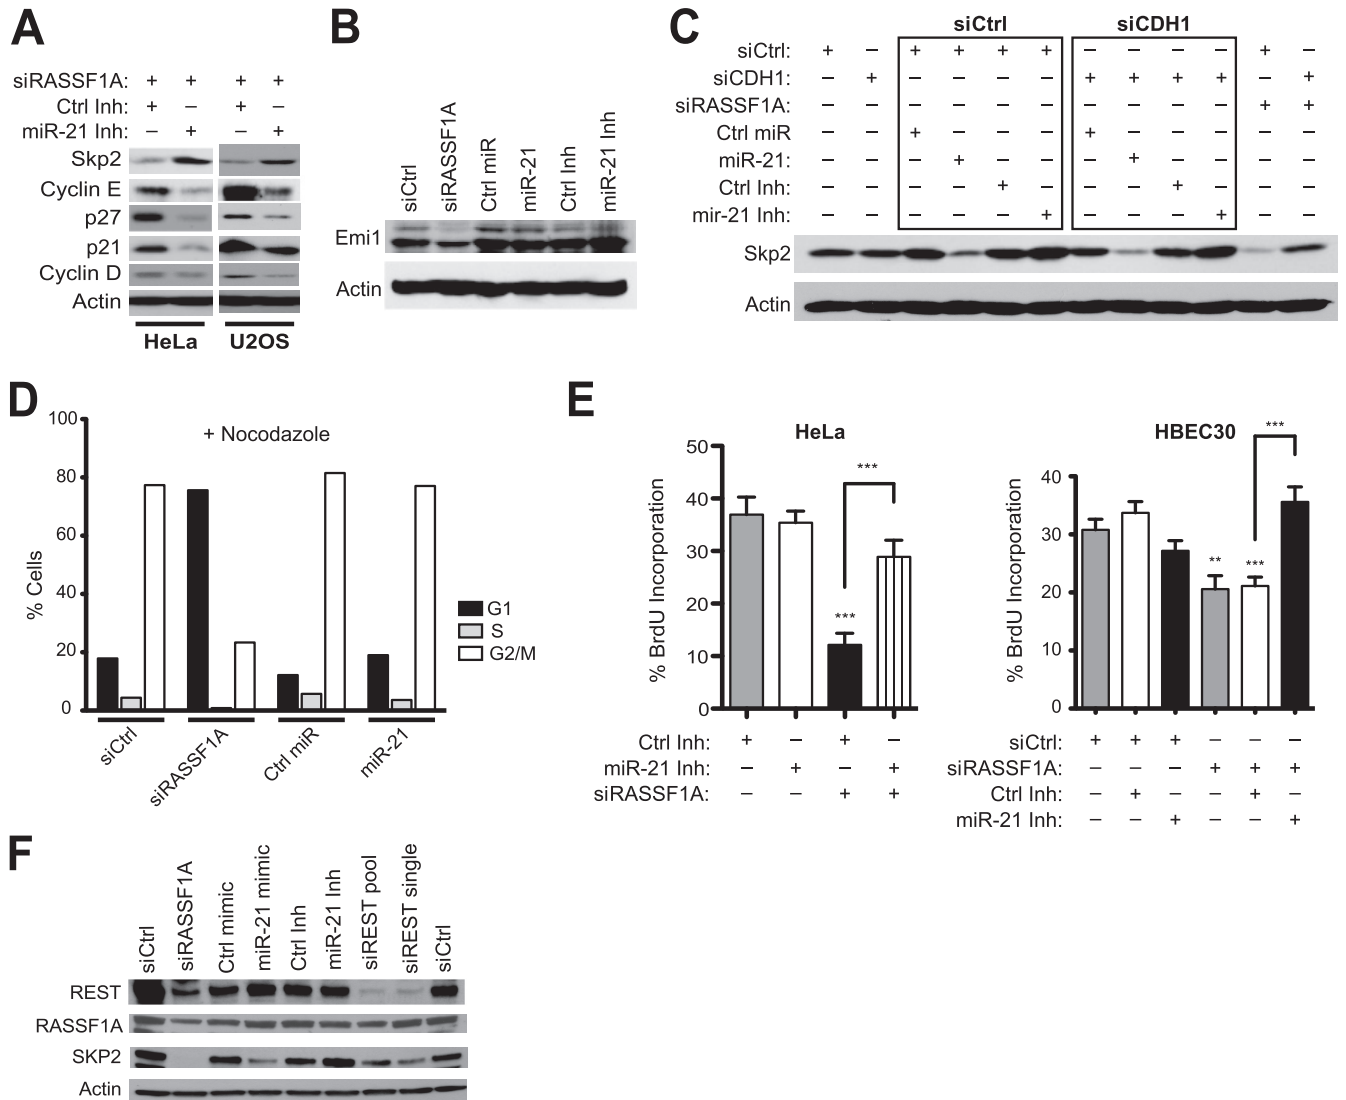 A
siRASSF1A: + + + +
Ctrl Inh: + – + –
miR-21 Inh: – + – +
Skp2
Cyclin E
p27
p21
Cyclin D
Actin
HeLa U2OS
B
siCtrl
siRASSF1A
Ctrl miR
miR-21
Ctrl Inh
miR-21 Inh
Emi1
Actin
C
siCtrl siCDH1
siCtrl: + – + + + + – – – – + –
siCDH1: – + – – – – + + + + – +
siRASSF1A: – – – – – – – – – – + +
Ctrl miR – – + – – – + – – – – –
miR-21: – – – + – – – + – – – –
Ctrl Inh: – – – – + – – – + – – –
mir-21 Inh: – – – – – + – – – + – –
Skp2
Actin
D
+ Nocodazole
% Cells
100
80
60
40
20
0
G1
S
G2/M
siCtrl
siRASSF1A
Ctrl miR
miR-21
E
HeLa
% BrdU Incorporation
50
40
30
20
10
0
***
***
Ctrl Inh: + – + –
miR-21 Inh: – + – +
siRASSF1A: – – + +
HBEC30
% BrdU Incorporation
40
30
20
10
0
***
**
***
siCtrl: + + + – – –
siRASSF1A: – – – + + +
Ctrl Inh: – + – – + –
miR-21 Inh: – – + – – +
F
siCtrl
siRASSF1A
Ctrl mimic
miR-21 mimic
Ctrl Inh
miR-21 Inh
siREST pool
siREST single
siCtrl
REST
RASSF1A
SKP2
Actin